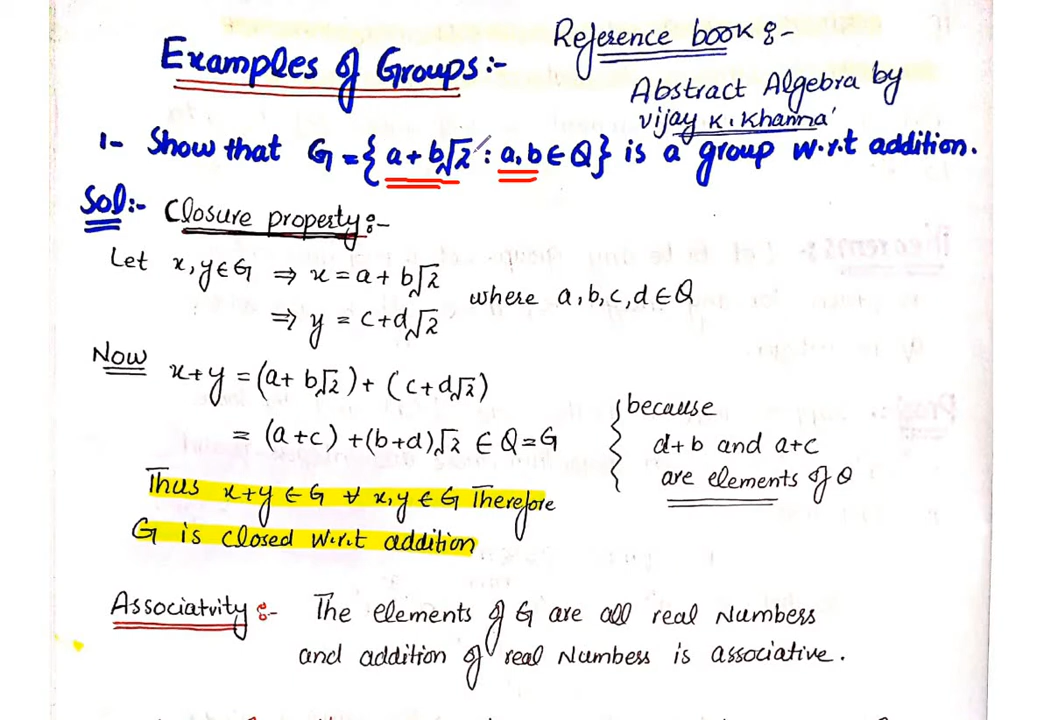 Examples of Groups:-
Reference book :-
Abstract Algebra by
vijay K. Khanna'
1- Show that G = { a + b√2 : a, b ∈ Q } is a group w.r.t addition.
Sol:- Closure property:-
Let x, y ∈ G ⇒ x = a + b√2
where a, b, c, d ∈ Q
⇒ y = c + d√2
Now x + y = (a + b√2) + (c + d√2)
= (a + c) + (b + d)√2 ∈ Q = G
{ because
d + b and a + c
are elements of Q
Thus x + y ∈ G ∀ x, y ∈ G Therefore
G is closed w.r.t addition
Associatvity :- The elements of G are all real Numbers
and addition of real Numbers is associative.